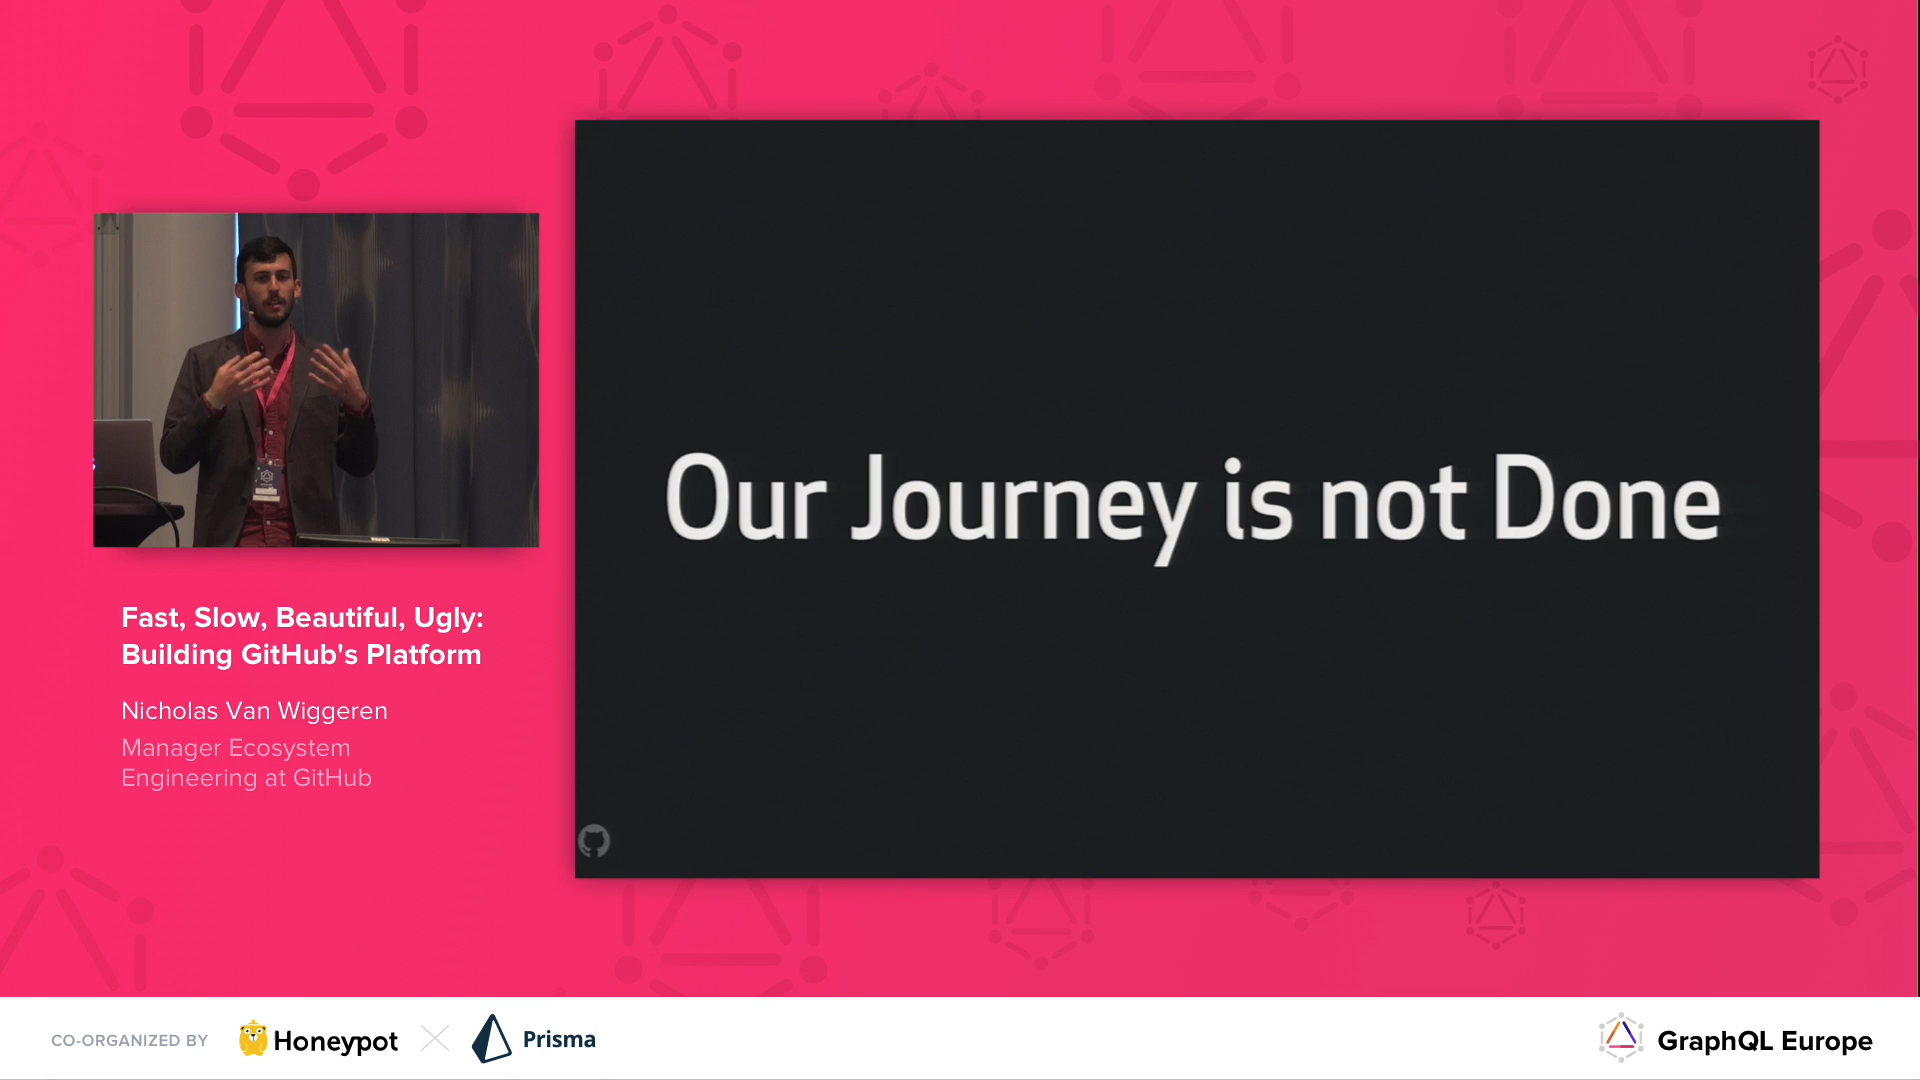 Our Journey is not Done
Fast, Slow, Beautiful, Ugly:
Building GitHub's Platform
Nicholas Van Wiggeren
Manager Ecosystem
Engineering at GitHub
CO-ORGANIZED BY
Honeypot
Prisma
GraphQL Europe